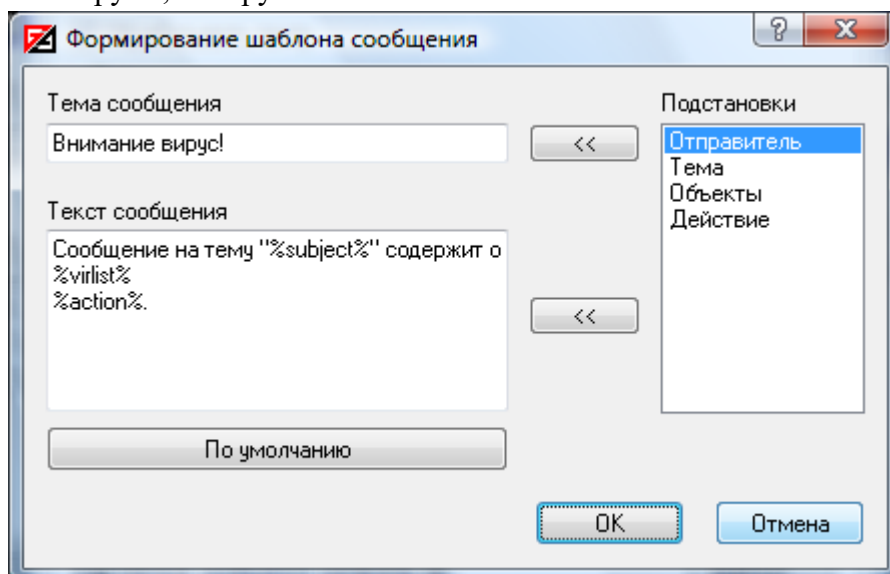 Формирование шаблона сообщения
Тема сообщения
Внимание вирус!
<<
Подстановки
Отправитель
Тема
Объекты
Действие
Текст сообщения
Сообщение на тему "%subject%" содержит о
%virlist%
%action%.
<<
По умолчанию
OK
Отмена